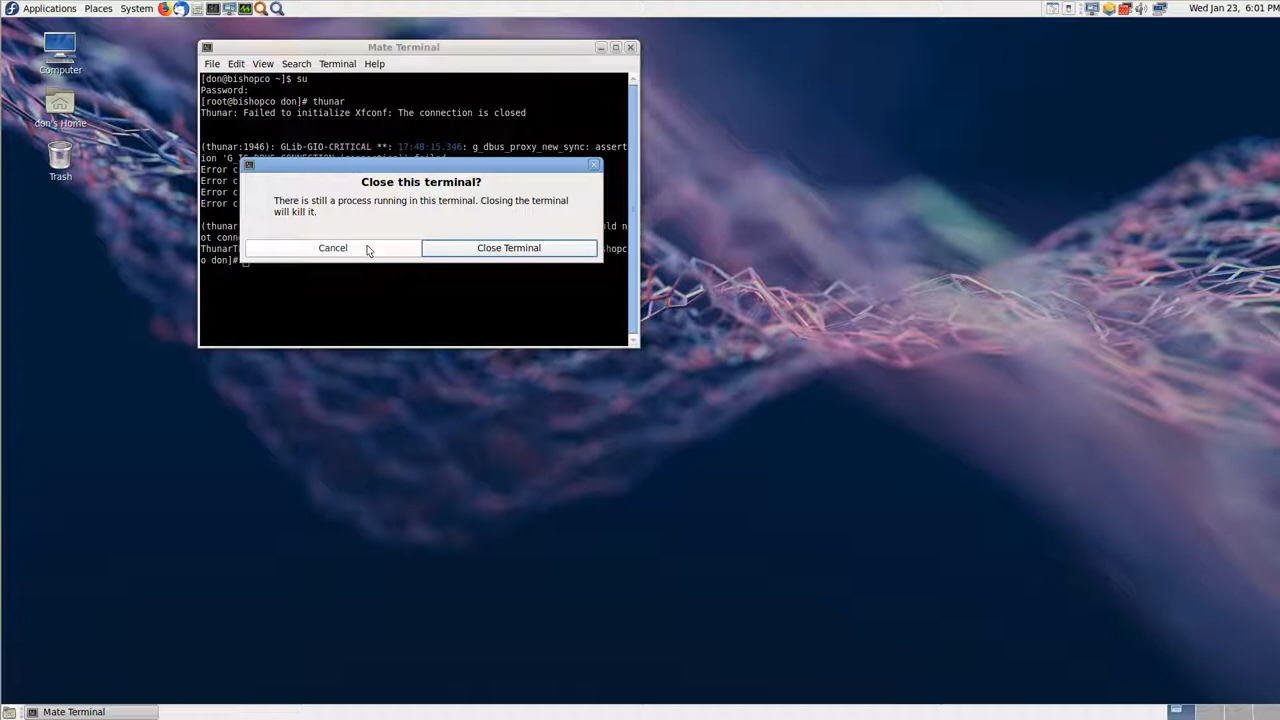 Applications Places System
Wed Jan 23, 6:01 PM
Computer
don's Home
Trash
Mate Terminal
File Edit View Search Terminal Help
[don@bishopco ~]$ su
Password:
[root@bishopco don]# thunar
Thunar: Failed to initialize Xfconf: The connection is closed
(thunar:1946): GLib-GIO-CRITICAL **: 17:48:15.346: g_dbus_proxy_new_sync: assert
ion 'G_IS_DBUS_CONNECTION
Error c
Error c
Error c
Error c
(thunar
ot conn
ThunarT
o don]#
Close this terminal?
There is still a process running in this terminal. Closing the terminal
will kill it.
Cancel
Close Terminal
Mate Terminal